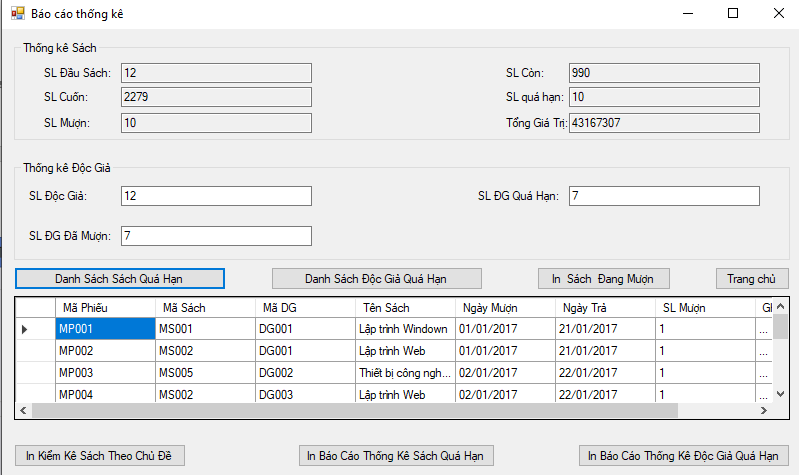 Báo cáo thống kê
Thống kê Sách
SL Đầu Sách: 12 SL Còn: 990
SL Cuốn: 2279 SL quá hạn: 10
SL Mượn: 10 Tổng Giá Trị: 43167307
Thống kê Độc Giả
SL Độc Giả: 12 SL ĐG Quá Hạn: 7
SL ĐG Đã Mượn: 7
Danh Sách Sách Quá Hạn Danh Sách Độc Giả Quá Hạn In Sách Đang Mượn Trang chủ
Mã Phiếu Mã Sách Mã DG Tên Sách Ngày Mượn Ngày Trả SL Mượn
MP001 MS001 DG001 Lập trình Windown 01/01/2017 21/01/2017 1 ...
MP002 MS002 DG001 Lập trình Web 01/01/2017 21/01/2017 1 ...
MP003 MS005 DG002 Thiết bị công ngh... 02/01/2017 22/01/2017 1 ...
MP004 MS002 DG003 Lập trình Web 02/01/2017 22/01/2017 1 ...
In Kiểm Kê Sách Theo Chủ Đề In Báo Cáo Thống Kê Sách Quá Hạn In Báo Cáo Thống Kê Độc Giả Quá Hạn